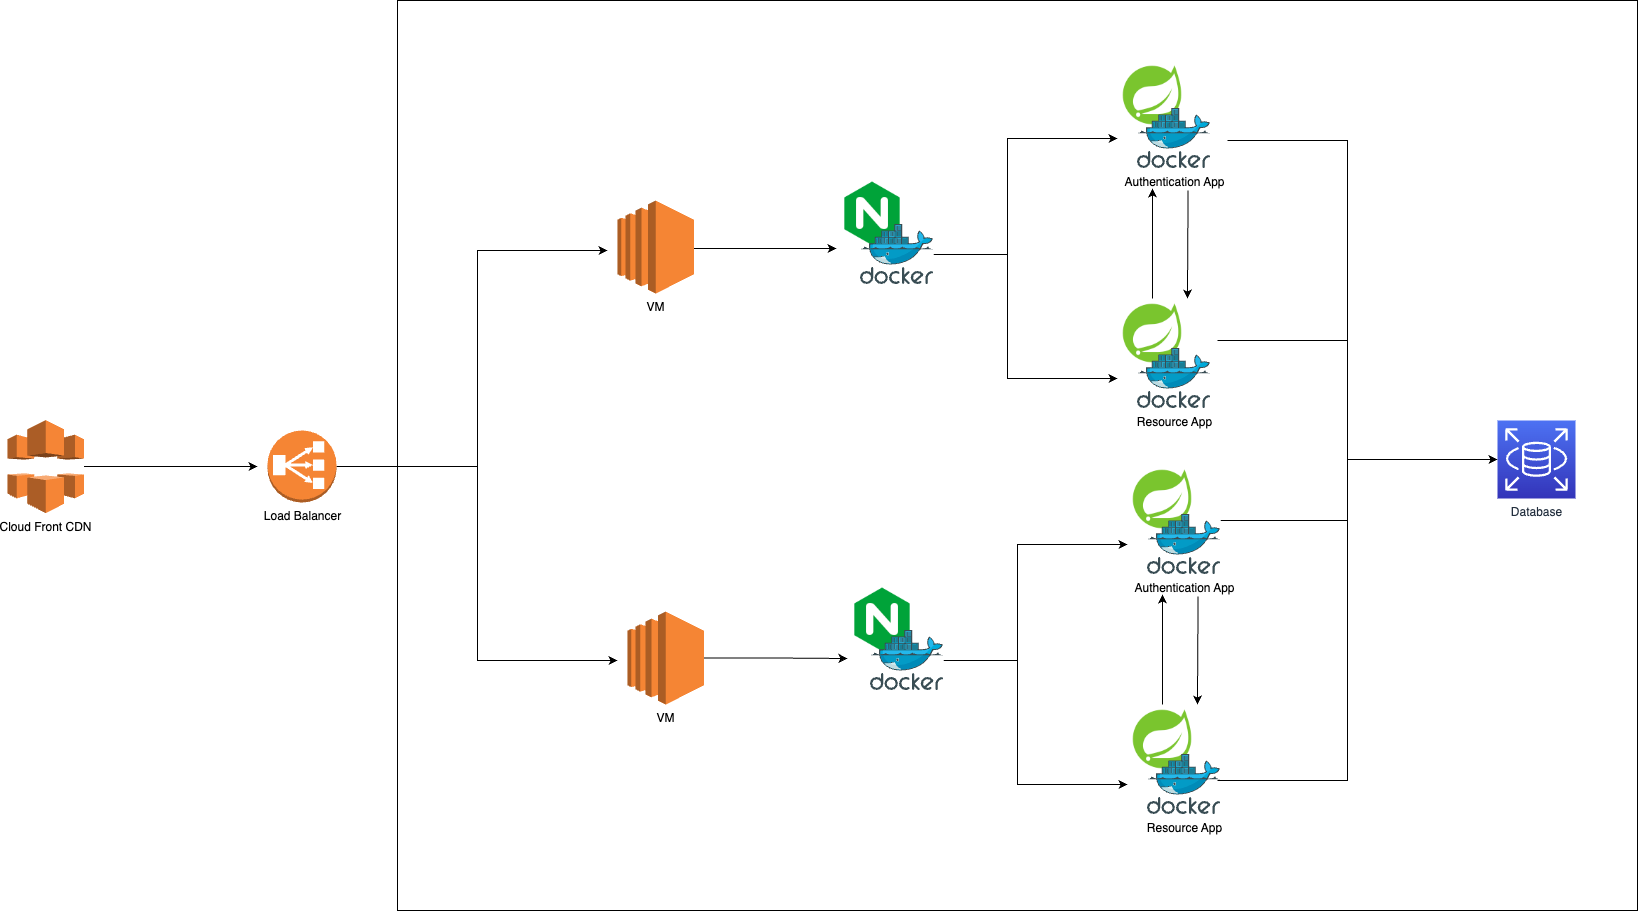 docker
Authentication App
N
docker
VM
docker
Resource App
Cloud Front CDN
Load Balancer
Database
docker
Authentication App
N
docker
VM
docker
Resource App